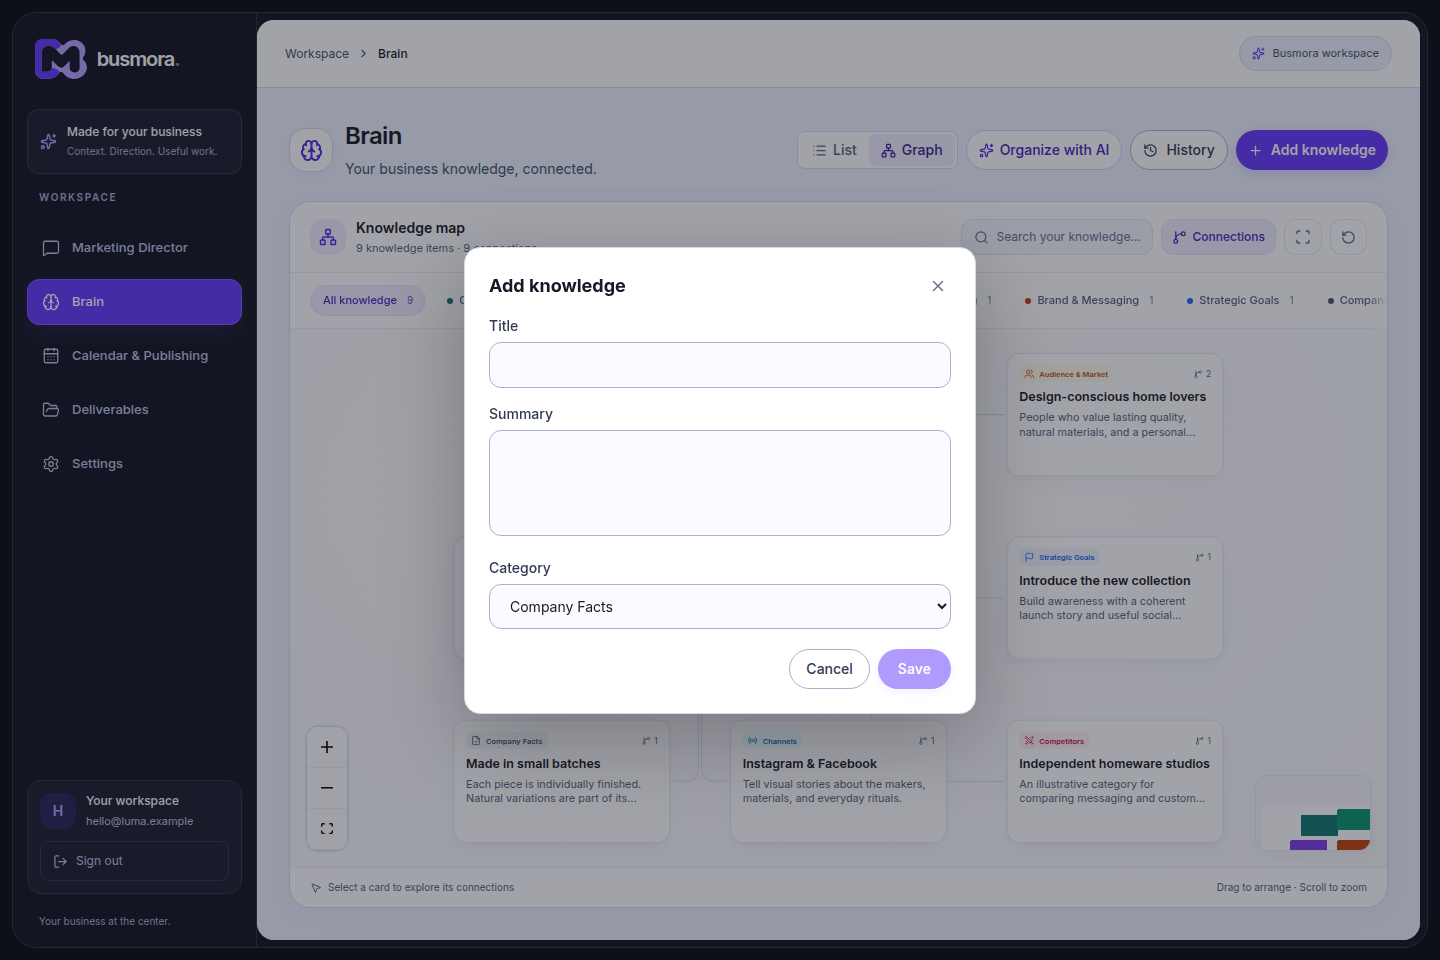 busmora.
Made for your business
Context. Direction. Useful work.
WORKSPACE
Marketing Director
Brain
Calendar & Publishing
Deliverables
Settings
H
Your workspace
hello@luma.example
Sign out
Your business at the center.
Workspace > Brain
Busmora workspace
Brain
Your business knowledge, connected.
List
Graph
Organize with AI
History
Add knowledge
Knowledge map
9 knowledge items · 9 connections
Search your knowledge...
Connections
All knowledge 9
1
Brand & Messaging 1
Strategic Goals 1
Add knowledge
Title
Summary
Category
Company Facts
Cancel
Save
Audience & Market
2
Design-conscious home lovers
People who value lasting quality,
natural materials, and a personal...
Strategic Goals
1
Introduce the new collection
Build awareness with a coherent
launch story and useful social...
Company Facts
1
Made in small batches
Each piece is individually finished.
Natural variations are part of its...
Channels
1
Instagram & Facebook
Tell visual stories about the makers,
materials, and everyday rituals.
Competitors
1
Independent homeware studios
An illustrative category for
comparing messaging and custom...
Select a card to explore its connections
Drag to arrange · Scroll to zoom